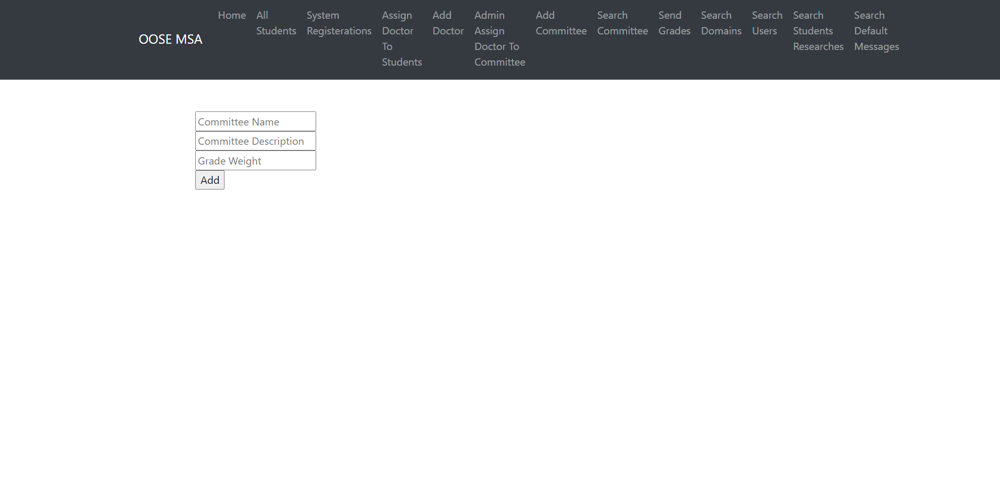 OOSE MSA
Home
All
Students
System
Registerations
Assign
Doctor
To
Students
Add
Doctor
Admin
Assign
Doctor To
Committee
Add
Committee
Search
Committee
Send
Grades
Search
Domains
Search
Users
Search
Students
Researches
Search
Default
Messages
Committee Name
Committee Description
Grade Weight
Add